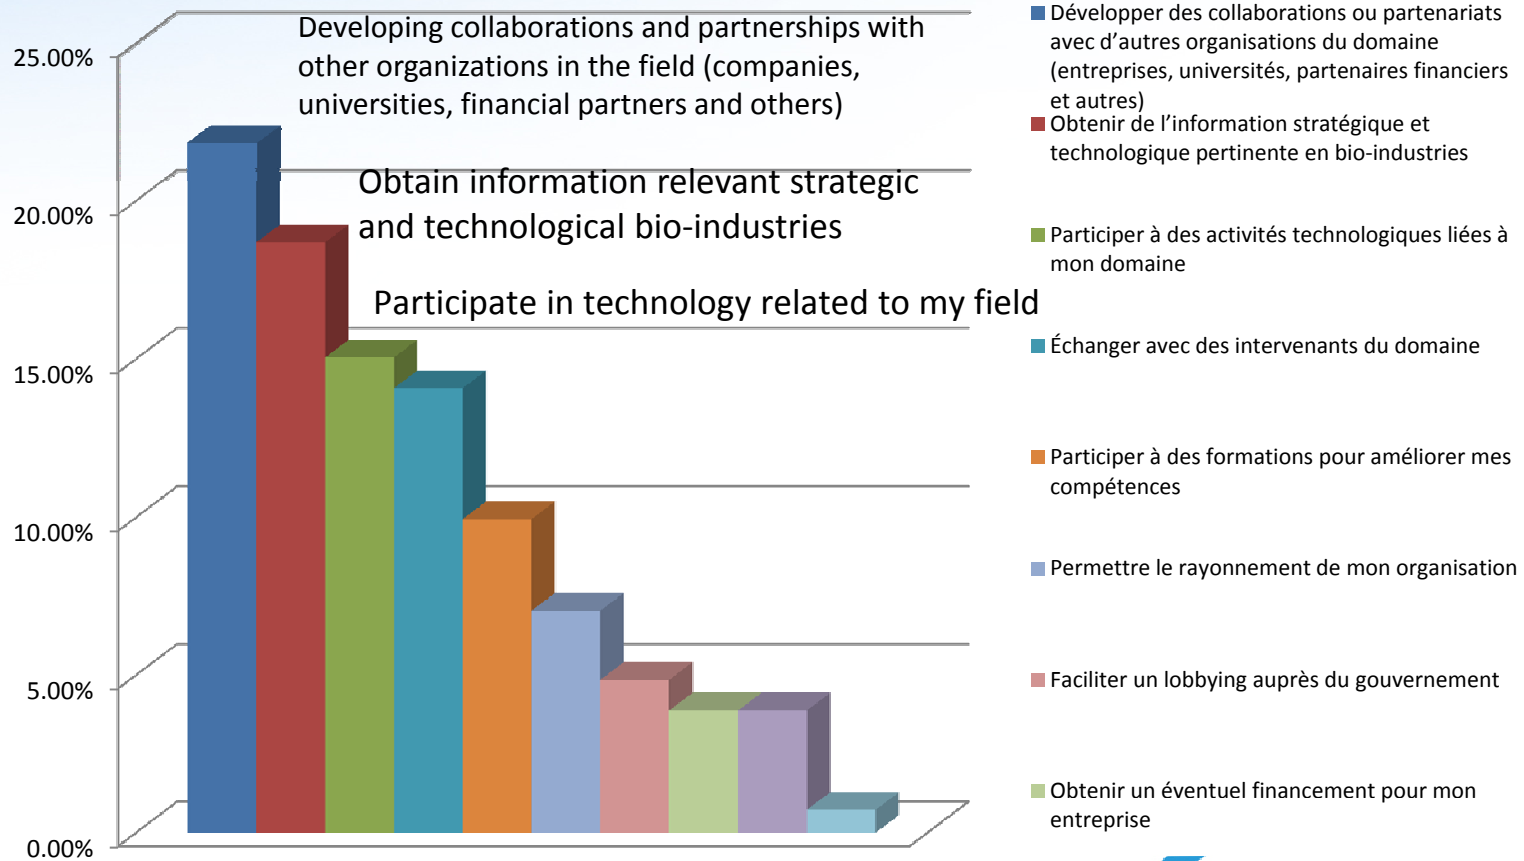 25.00%
20.00%
15.00%
10.00%
5.00%
0.00%
Developing collaborations and partnerships with
other organizations in the field (companies,
universities, financial partners and others)
Obtain information relevant strategic
and technological bio-industries
Participate in technology related to my field
Développer des collaborations ou partenariats
avec d'autres organisations du domaine
(entreprises, universités, partenaires financiers
et autres)
Obtenir de l'information stratégique et
technologique pertinente en bio-industries
Participer à des activités technologiques liées à
mon domaine
Échanger avec des intervenants du domaine
Participer à des formations pour améliorer mes
compétences
Permettre le rayonnement de mon organisation
Faciliter un lobbying auprès du gouvernement
Obtenir un éventuel financement pour mon
entreprise